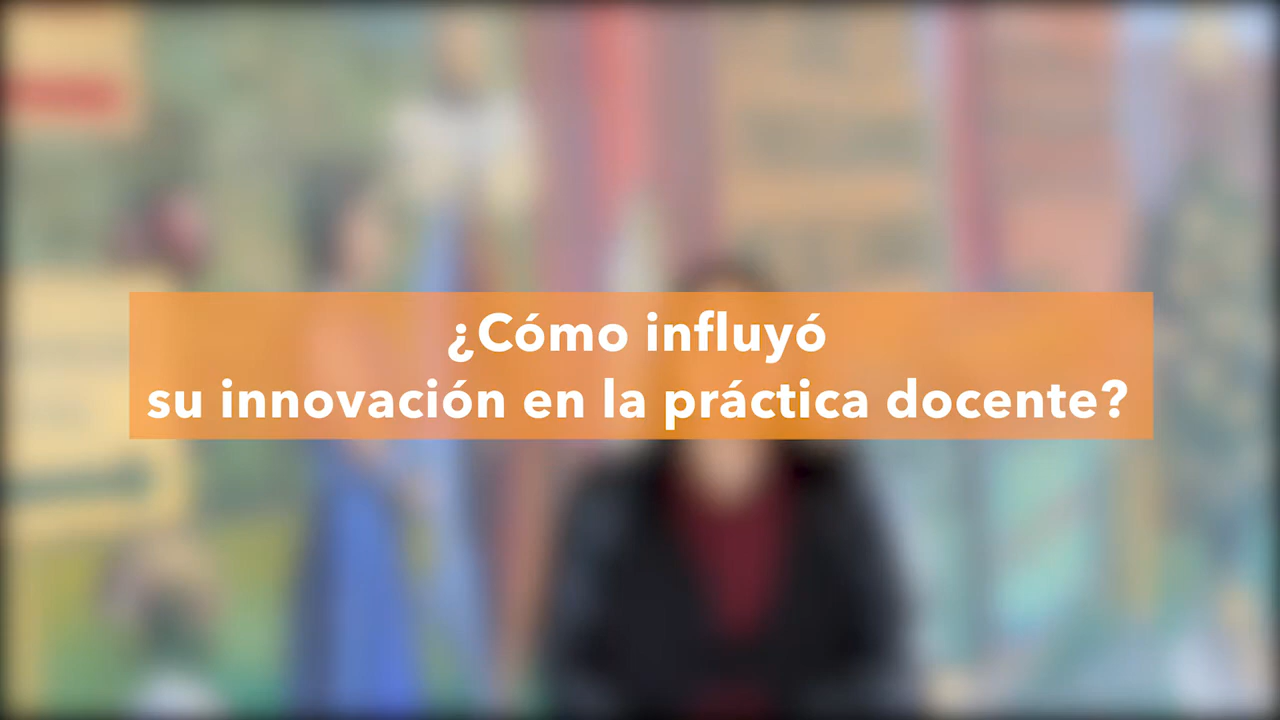 ¿Cómo influyó
su innovación en la práctica docente?